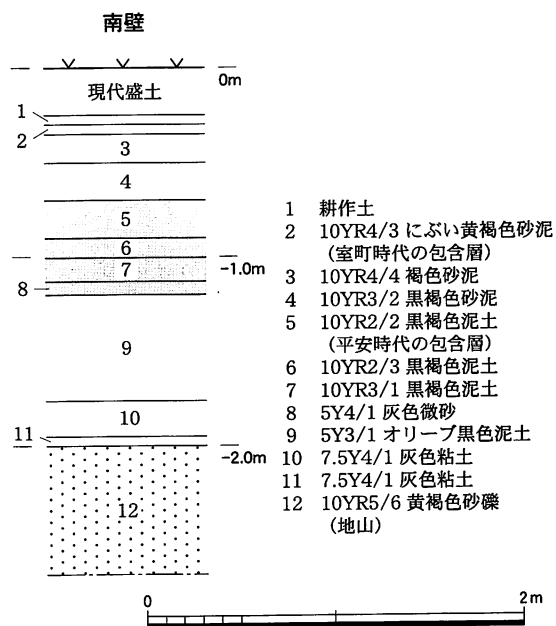 南壁
0m
現代盛土
1
2
3
4
5
6
7
-1.0m
8
9
10
11
-2.0m
12
1 耕作土
2 10YR4/3 にぶい黄褐色砂泥
(室町時代の包含層)
3 10YR4/4 褐色砂泥
4 10YR3/2 黒褐色砂泥
5 10YR2/2 黒褐色泥土
(平安時代の包含層)
6 10YR2/3 黒褐色泥土
7 10YR3/1 黒褐色泥土
8 5Y4/1 灰色微砂
9 5Y3/1 オリーブ黒色泥土
10 7.5Y4/1 灰色粘土
11 7.5Y4/1 灰色粘土
12 10YR5/6 黄褐色砂礫
(地山)
0 2m